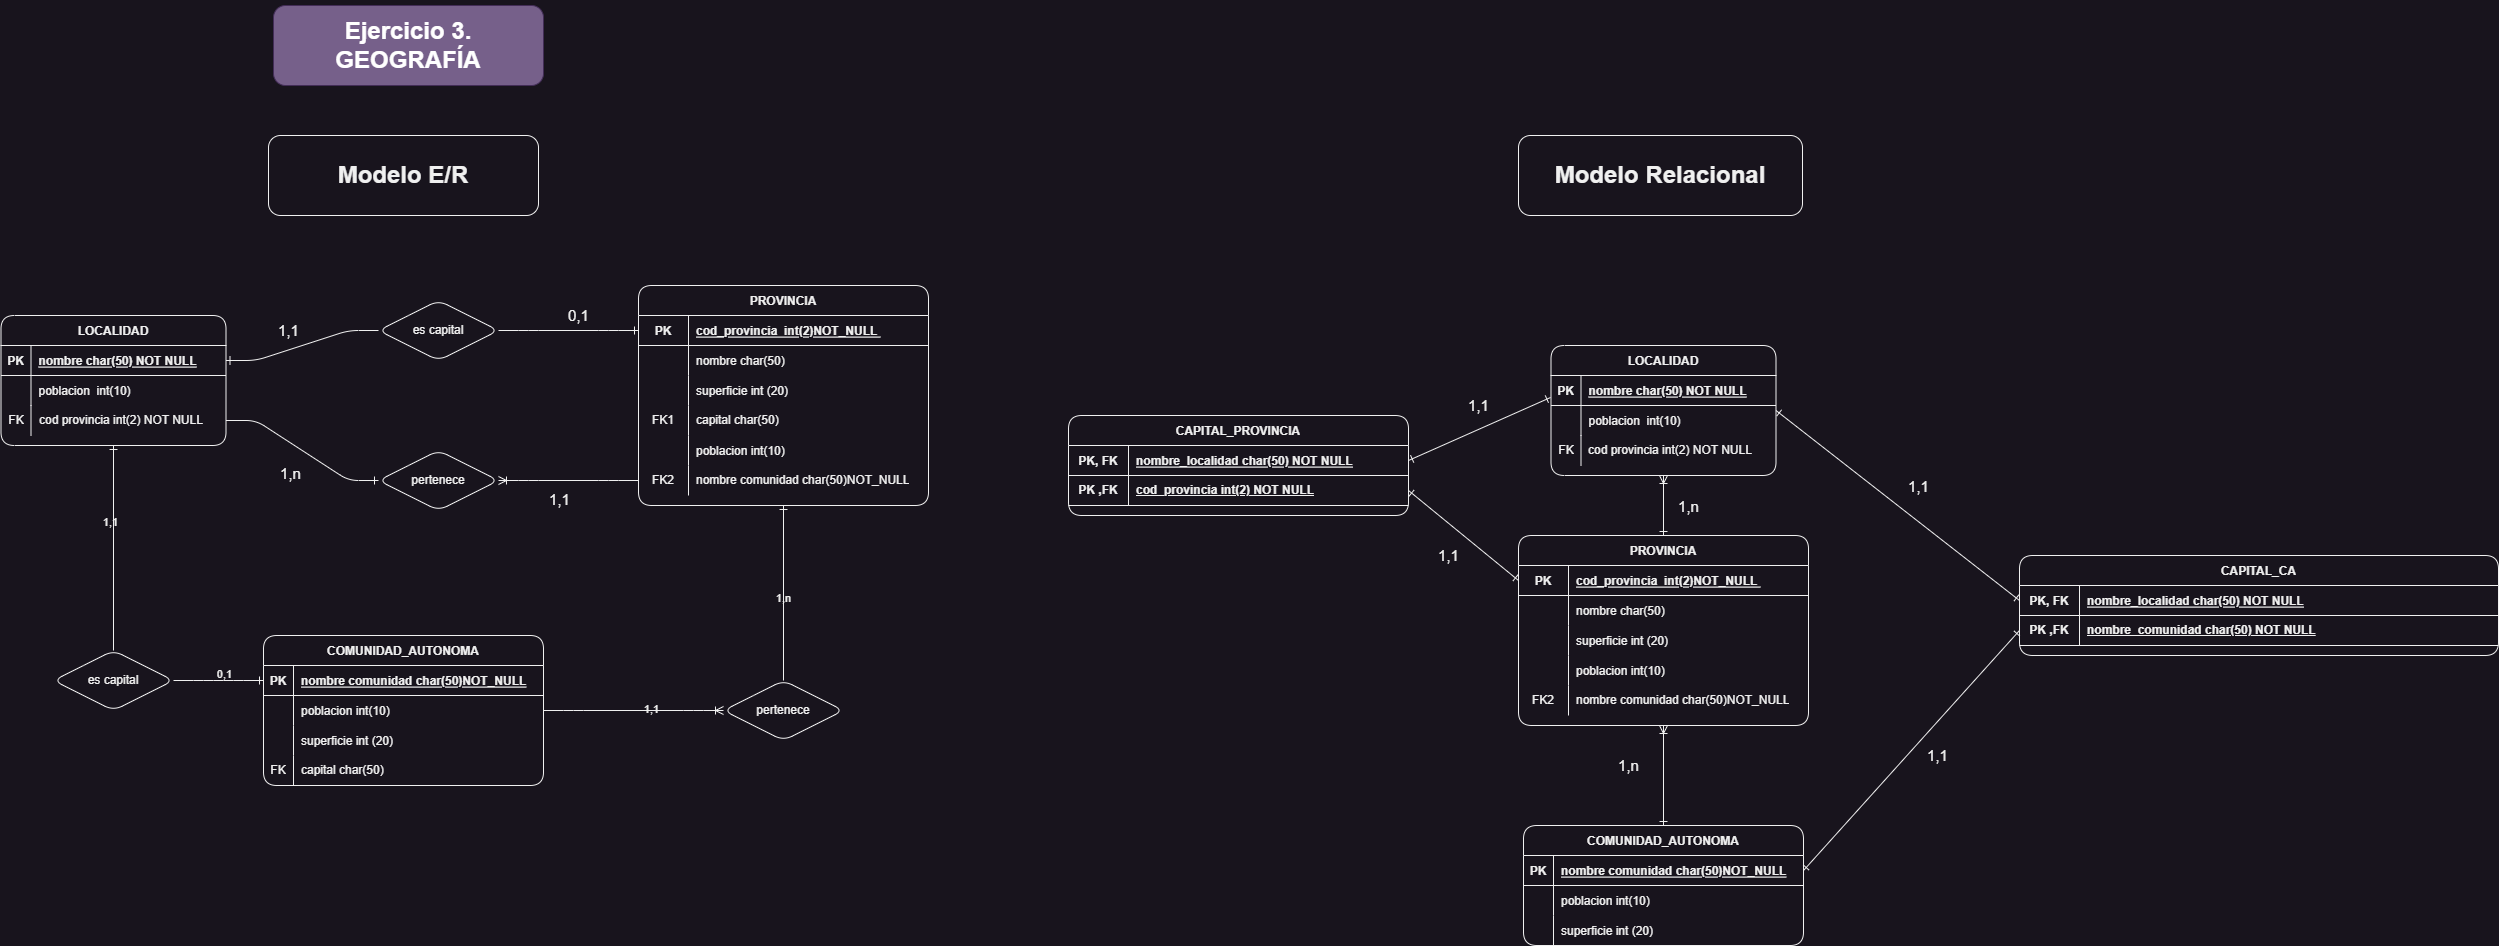 Ejercicio 3.
GEOGRAFÍA
Modelo E/R
LOCALIDAD
PK nombre char(50) NOT NULL
poblacion  int(10)
FK cod provincia int(2) NOT NULL
1,1
es capital
0,1
1,n
pertenece
1,1
PROVINCIA
PK cod_provincia  int(2)NOT_NULL
nombre char(50)
superficie int (20)
FK1 capital char(50)
poblacion int(10)
FK2 nombre comunidad char(50)NOT_NULL
1,1
es capital
0,1
COMUNIDAD_AUTONOMA
PK nombre comunidad char(50)NOT_NULL
poblacion int(10)
superficie int (20)
FK capital char(50)
1,1
pertenece
1,n
Modelo Relacional
CAPITAL_PROVINCIA
PK, FK nombre_localidad char(50) NOT NULL
PK ,FK cod_provincia int(2) NOT NULL
1,1
1,1
LOCALIDAD
PK nombre char(50) NOT NULL
poblacion  int(10)
FK cod provincia int(2) NOT NULL
1,n
PROVINCIA
PK cod_provincia  int(2)NOT_NULL
nombre char(50)
superficie int (20)
poblacion int(10)
FK2 nombre comunidad char(50)NOT_NULL
1,n
COMUNIDAD_AUTONOMA
PK nombre comunidad char(50)NOT_NULL
poblacion int(10)
superficie int (20)
1,1
CAPITAL_CA
PK, FK nombre_localidad char(50) NOT NULL
PK ,FK nombre_comunidad char(50) NOT NULL
1,1